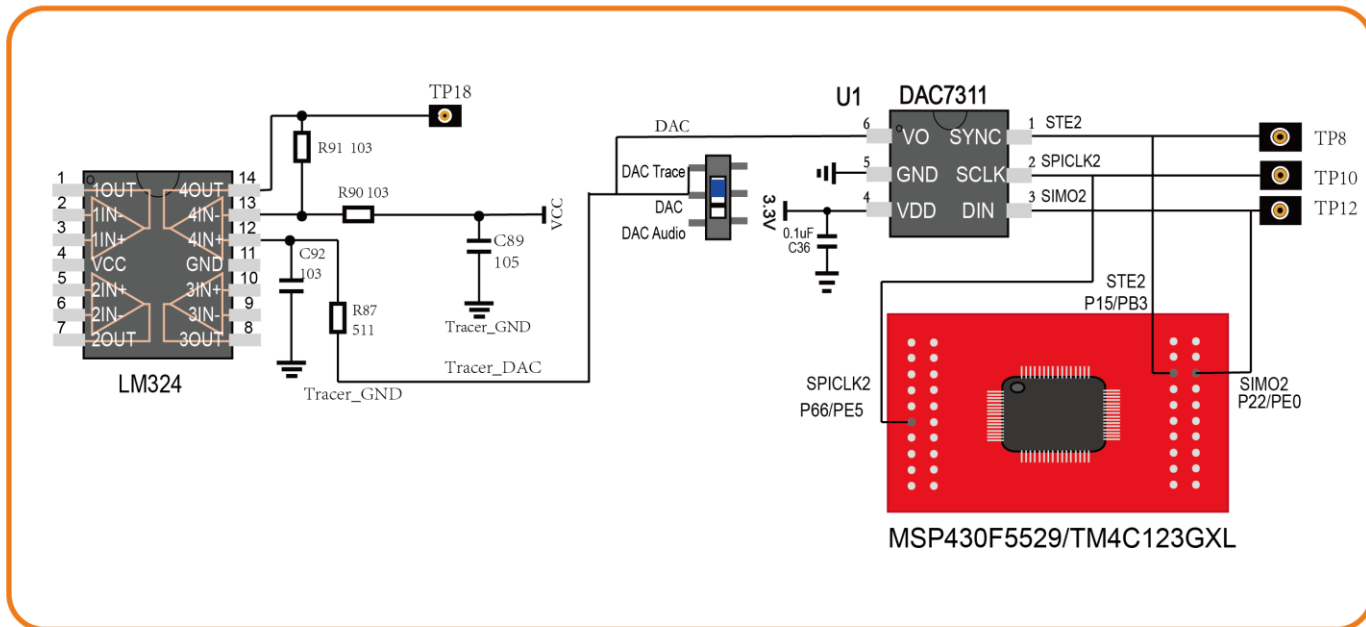 TP18
R91 103
1 1OUT 4OUT 14
2 1IN- 4IN- 13
3 1IN+ 4IN+ 12
4 VCC GND 11
5 2IN+ 3IN+ 10
6 2IN- 3IN- 9
7 2OUT 3OUT 8
LM324
R90 103
VCC
C89
105
Tracer_GND
C92
103
Tracer_GND
R87
511
Tracer_DAC
DAC
DAC Trace
DAC
DAC Audio
3.3V
0.1uF
C36
U1 DAC7311
6 VO SYNC 1 STE2
5 GND SCLK 2 SPICLK2
4 VDD DIN 3 SIMO2
TP8
TP10
TP12
STE2
P15/PB3
SPICLK2
P66/PE5
SIMO2
P22/PE0
MSP430F5529/TM4C123GXL